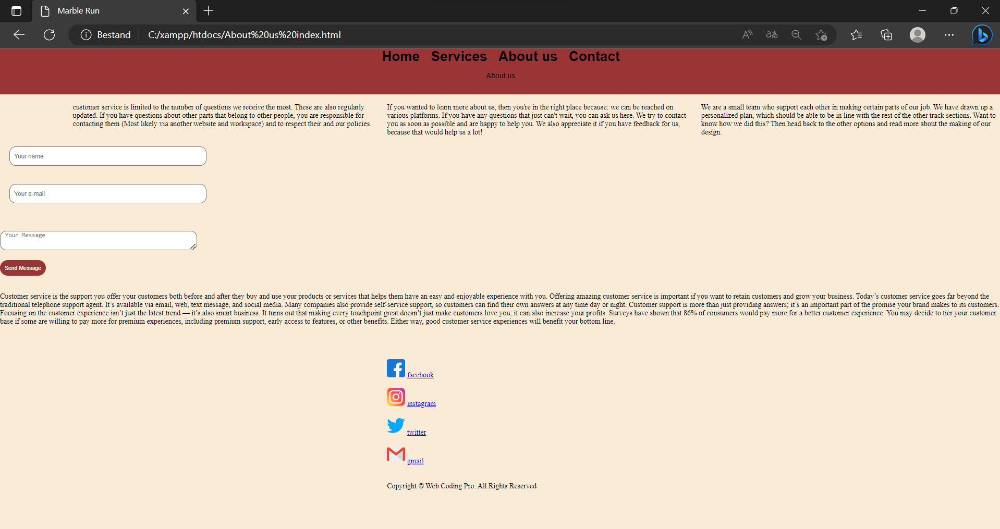 Marble Run
Bestand
C:/xampp/htdocs/About%20us%20index.html
Home Services About us Contact
About us
customer service is limited to the number of questions we receive the most. These are also regularly
updated. If you have questions about other parts that belong to other people, you are responsible for
contacting them (Most likely via another website and workspace) and to respect their and our policies.
If you wanted to learn more about us, then you're in the right place because: we can be reached on
various platforms. If you have any questions that just can't wait, you can ask us here. We try to contact
you as soon as possible and are happy to help you. We also appreciate it if you have feedback for us,
because that would help us a lot!
We are a small team who support each other in making certain parts of our job. We have drawn up a
personalized plan, which should be able to be in line with the rest of the other track sections. Want to
know how we did this? Then head back to the other options and read more about the making of our
design.
Your name
Your e-mail
Your Message
Send Message
Customer service is the support you offer your customers both before and after they buy and use your products or services that helps them have an easy and enjoyable experience with you. Offering amazing customer service is important if you want to retain customers and grow your business. Today’s customer service goes far beyond the
traditional telephone support agent. It’s available via email, web, text message, and social media. Many companies also provide self-service support, so customers can find their own answers at any time day or night. Customer support is more than just providing answers; it’s an important part of the promise your brand makes to its customers.
Focusing on the customer experience isn’t just the latest trend — it’s also smart business. It turns out that making every touchpoint great doesn’t just make customers love you; it can also increase your profits. Surveys have shown that 86% of consumers would pay more for a better customer experience. You may decide to tier your customer
base if some are willing to pay more for premium experiences, including premium support, early access to features, or other benefits. Either way, good customer service experiences will benefit your bottom line.
facebook
instagram
twitter
gmail
Copyright © Web Coding Pro. All Rights Reserved